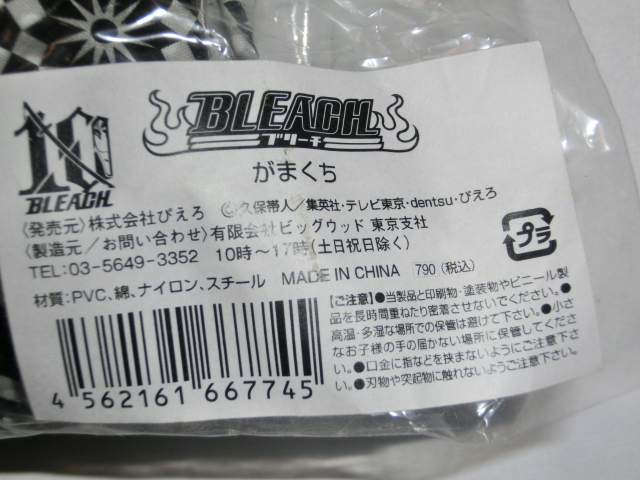 10
BLEACH
BLEACH
ブリーチ
がまくち
〈発売元〉株式会社ぴえろ ©久保帯人／集英社・テレビ東京・dentsu・ぴえろ
〈製造元／お問い合わせ〉有限会社ビッグウッド 東京支社
TEL:03-5649-3352 10時～17時(土日祝日除く)
材質:PVC、綿、ナイロン、スチール MADE IN CHINA 790(税込)
プラ
【ご注意】●当製品と印刷物・塗装物やビニール製
品を長時間重ねたり密着させないでください。●
高温・多湿な場所での保管は避けて下さい。●小さ
なお子様の手の届かない場所に保管してくださ
い。●口金に指などを挟まないようにご注意下さ
い。●刃物や突起物に触れないようご注意下さい。
4 562161 667745